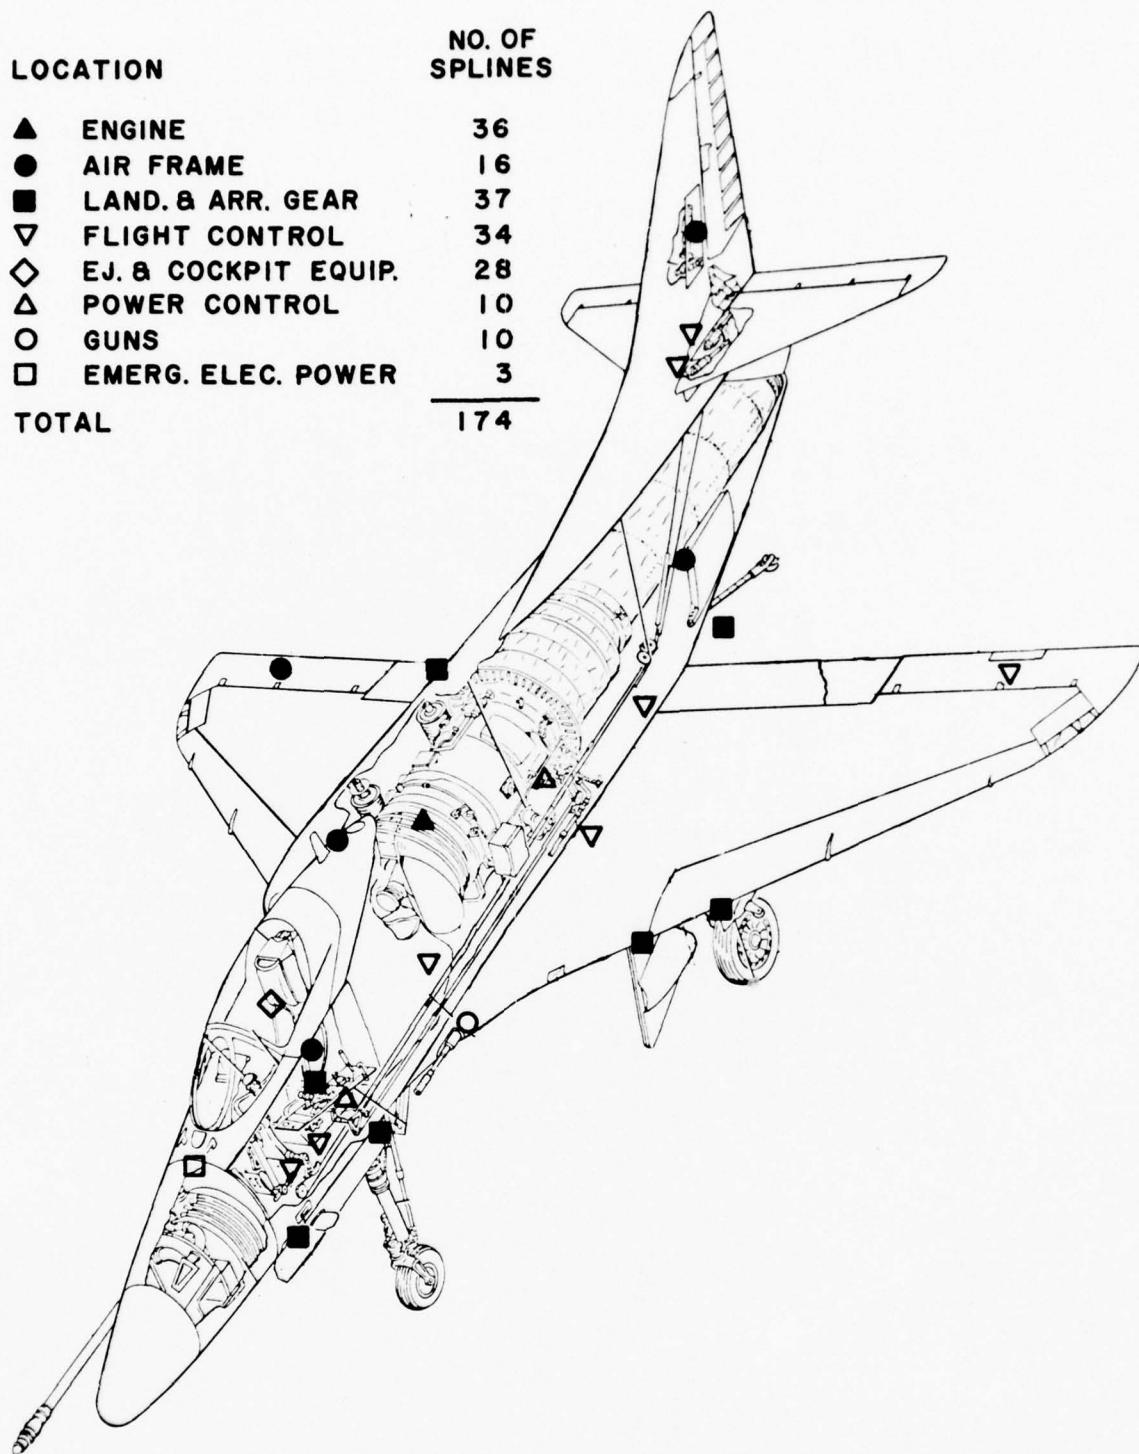 LOCATION NO. OF SPLINES
▲ ENGINE 36
● AIR FRAME 16
■ LAND. & ARR. GEAR 37
▽ FLIGHT CONTROL 34
◇ EJ. & COCKPIT EQUIP. 28
△ POWER CONTROL 10
○ GUNS 10
□ EMERG. ELEC. POWER 3
TOTAL 174